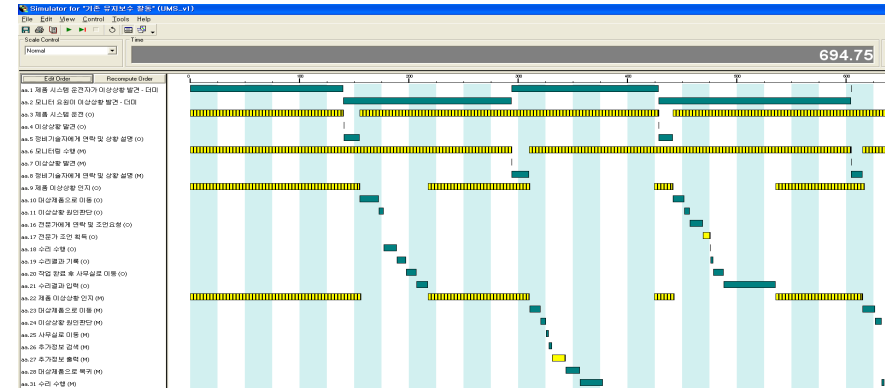 Simulator for "기존 유지보수 활동" (UMS_v1)
File Edit View Control Tools Help
Scale Control
Time
Normal
694.75
Edit Order Recompute Order
0 100 200 300 400 500 600
aa.1 제품 시스템 운전자가 이상상황 발견 - 더미
aa.2 모니터 요원이 이상상황 발견 - 더미
aa.3 제품 시스템 운전 (O)
aa.4 이상상황 발견 (O)
aa.5 정비기술자에게 연락 및 상황 설명 (O)
aa.6 모니터링 수행 (M)
aa.7 이상상황 발견 (M)
aa.8 정비기술자에게 연락 및 상황 설명 (M)
aa.9 제품 이상상황 인지 (O)
aa.10 대상제품으로 이동 (O)
aa.11 이상상황 원인판단 (O)
aa.16 전문가에게 연락 및 조언요청 (O)
aa.17 전문가 조언 획득 (O)
aa.18 수리 수행 (O)
aa.19 수리결과 기록 (O)
aa.20 작업 완료 후 사무실로 이동 (O)
aa.21 수리결과 입력 (O)
aa.22 제품 이상상황 인지 (M)
aa.23 대상제품으로 이동 (M)
aa.24 이상상황 원인판단 (M)
aa.25 사무실로 이동 (M)
aa.26 추가정보 검색 (M)
aa.27 추가정보 출력 (M)
aa.28 대상제품으로 복귀 (M)
aa.31 수리 수행 (M)